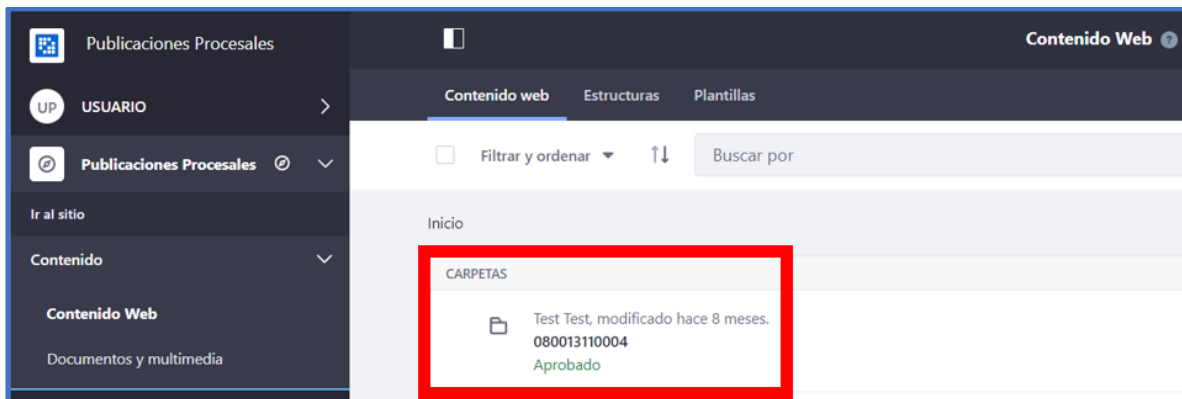 Publicaciones Procesales
Contenido Web
UP USUARIO
Contenido web Estructuras Plantillas
Publicaciones Procesales
Filtrar y ordenar Buscar por
Ir al sitio
Inicio
Contenido
CARPETAS
Contenido Web
Test Test, modificado hace 8 meses.
080013110004
Documentos y multimedia
Aprobado